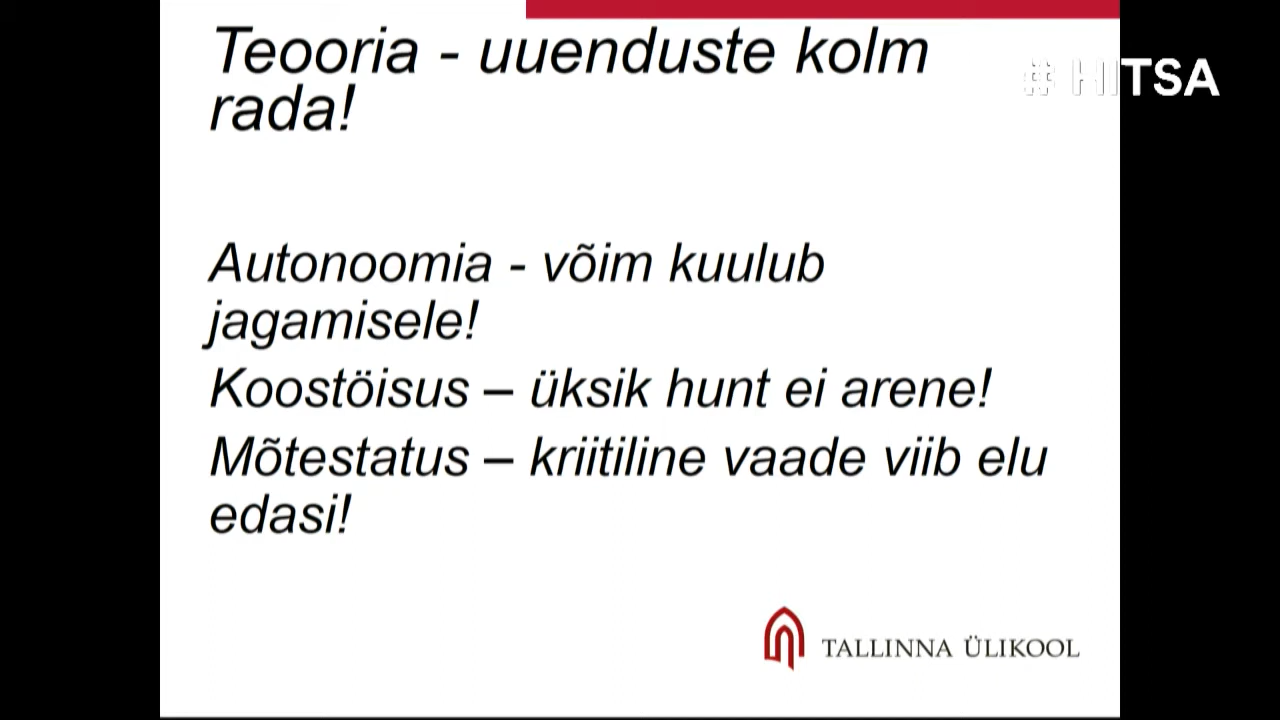 Teooria - uuenduste kolm
rada!
# HITSA
Autonoomia - võim kuulub
jagamisele!
Koostöisus – üksik hunt ei arene!
Mõtestatus – kriitiline vaade viib elu
edasi!
TALLINNA ÜLIKOOL